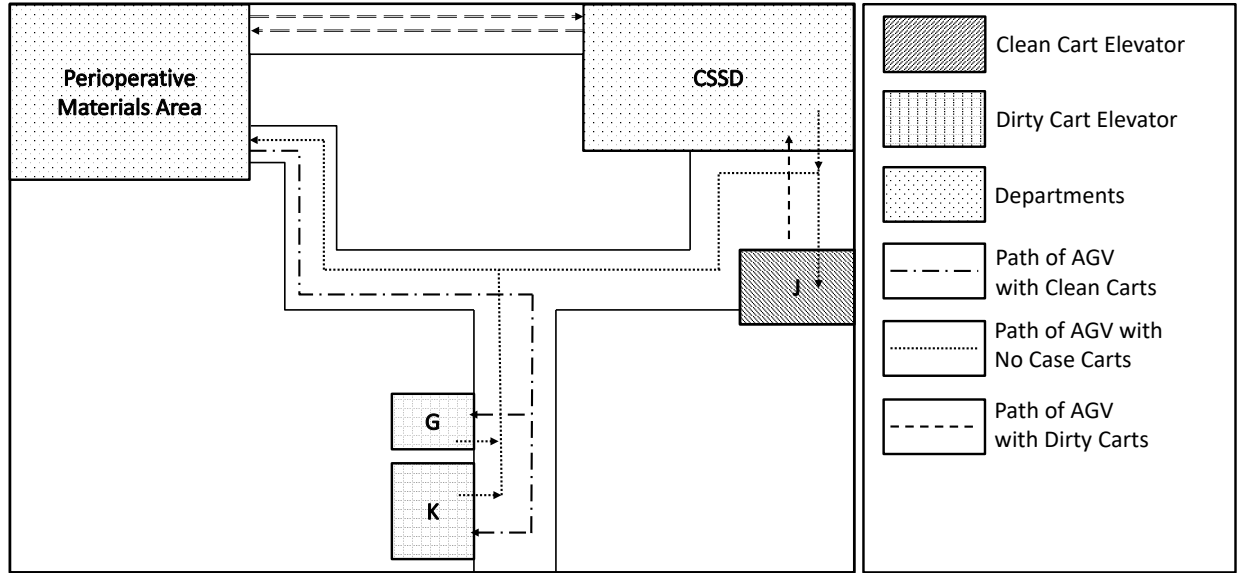 Perioperative
Materials Area
CSSD
J
G
K
Clean Cart Elevator
Dirty Cart Elevator
Departments
Path of AGV
with Clean Carts
Path of AGV with
No Case Carts
Path of AGV
with Dirty Carts